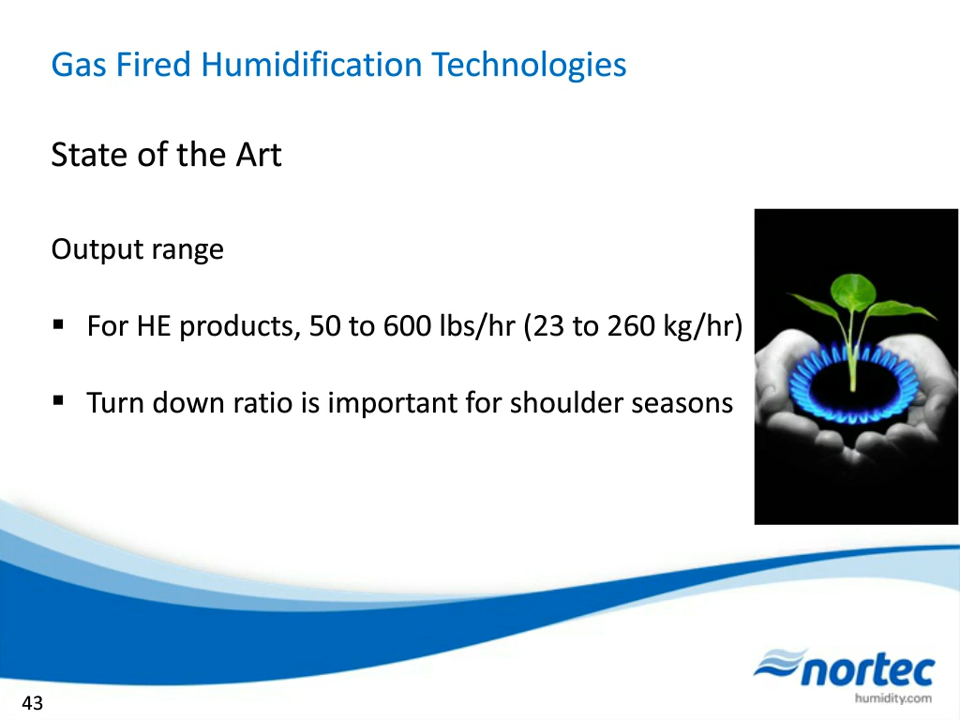 Gas Fired Humidification Technologies
State of the Art
Output range
▪ For HE products, 50 to 600 lbs/hr (23 to 260 kg/hr)
▪ Turn down ratio is important for shoulder seasons
nortec
humidity.com
43